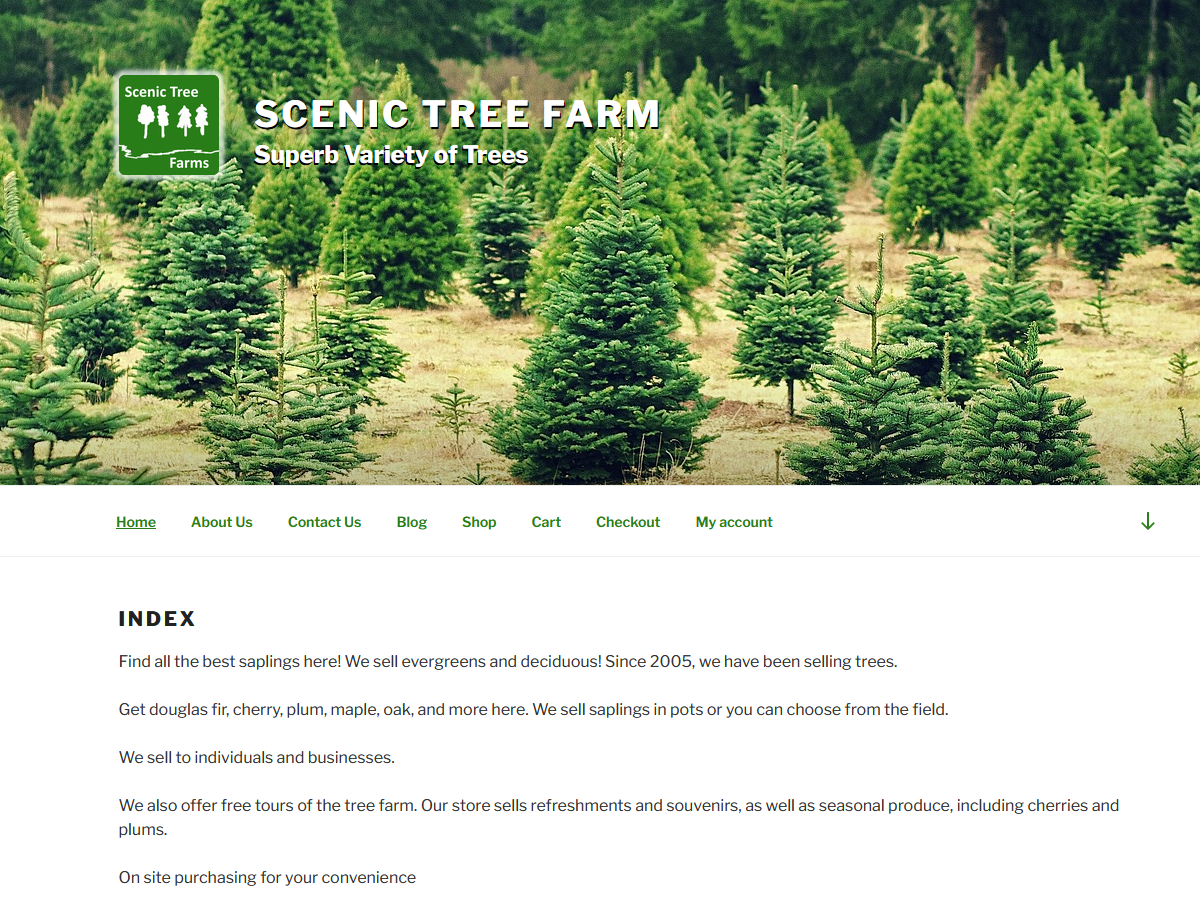 Scenic Tree
Farms
SCENIC TREE FARM
Superb Variety of Trees
Home About Us Contact Us Blog Shop Cart Checkout My account
INDEX
Find all the best saplings here! We sell evergreens and deciduous! Since 2005, we have been selling trees.
Get douglas fir, cherry, plum, maple, oak, and more here. We sell saplings in pots or you can choose from the field.
We sell to individuals and businesses.
We also offer free tours of the tree farm. Our store sells refreshments and souvenirs, as well as seasonal produce, including cherries and
plums.
On site purchasing for your convenience